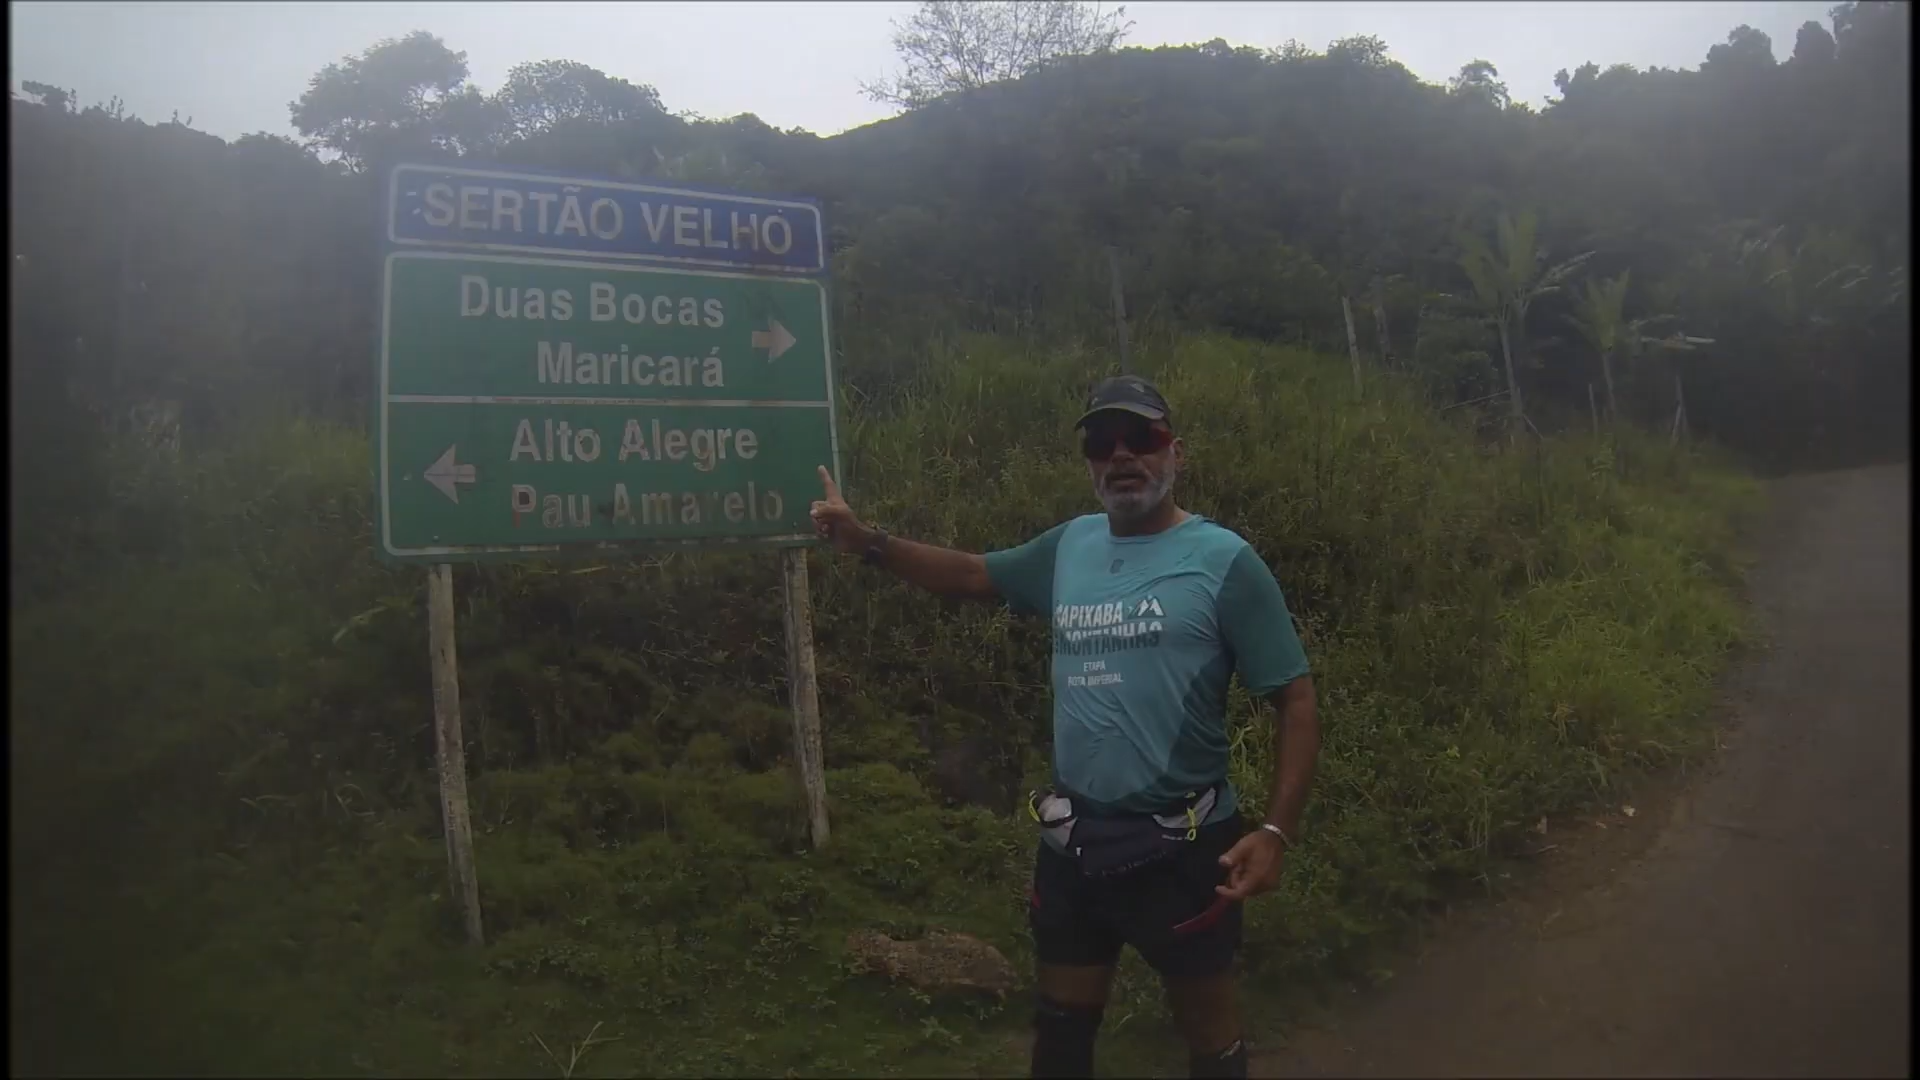 SERTÃO VELHO
Duas Bocas
Maricará
Alto Alegre
Pau Amarelo
CAPIXABA
MONTANHAS
ETAPA
ROTA IMPERIAL